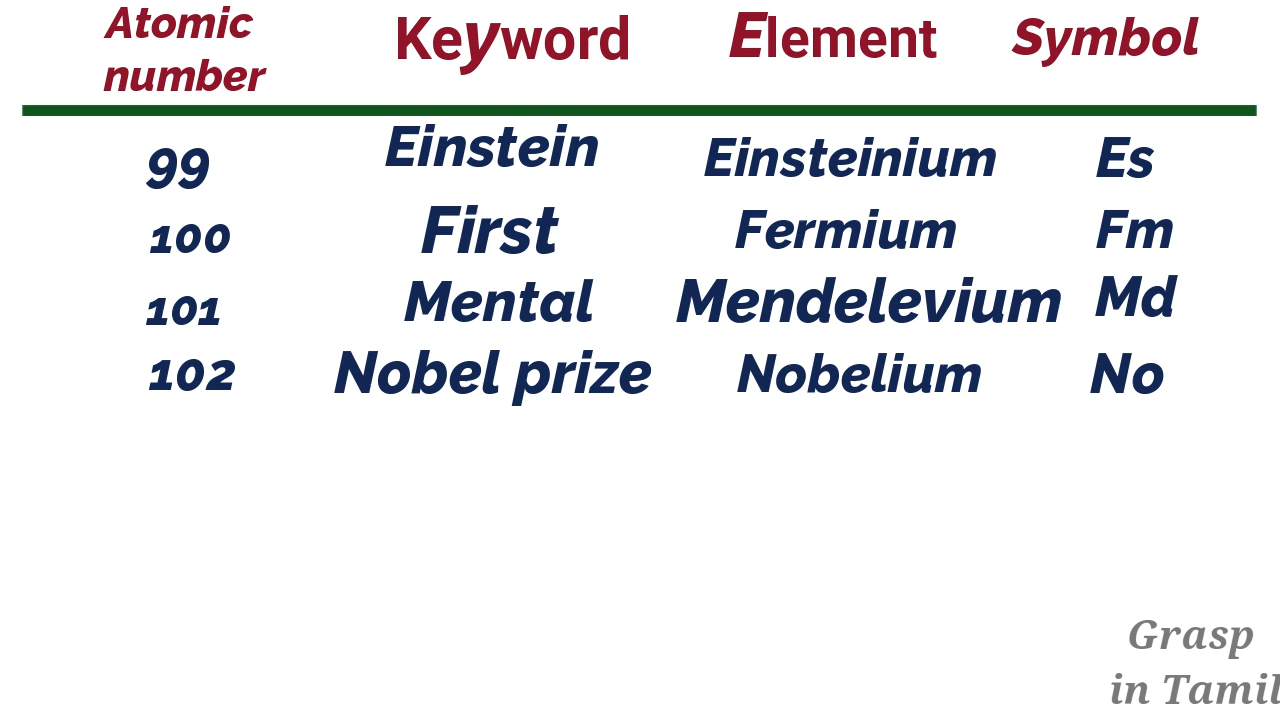 Atomic number Keyword Element Symbol
99 Einstein Einsteinium Es
100 First Fermium Fm
101 Mental Mendelevium Md
102 Nobel prize Nobelium No
Grasp
in Tamil